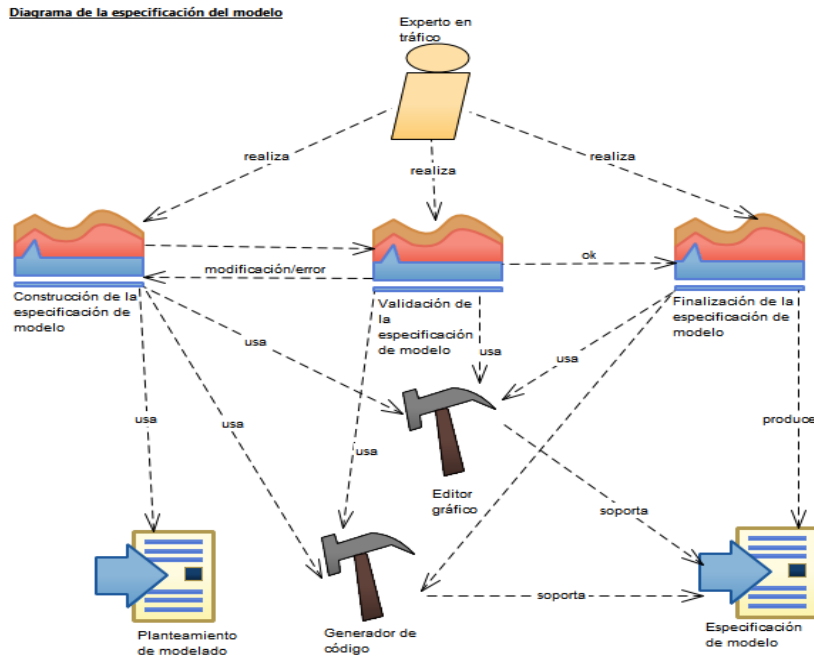 Diagrama de la especificación del modelo
Experto en
tráfico
realiza
realiza
realiza
modificación/error
ok
Construcción de la
especificación de
modelo
Validación de
la
especificación
de modelo
Finalización de la
especificación de
modelo
usa
usa
usa
usa
usa
usa
produce
Editor
gráfico
soporta
soporta
Planteamiento
de modelado
Generador de
código
Especificación
de modelo